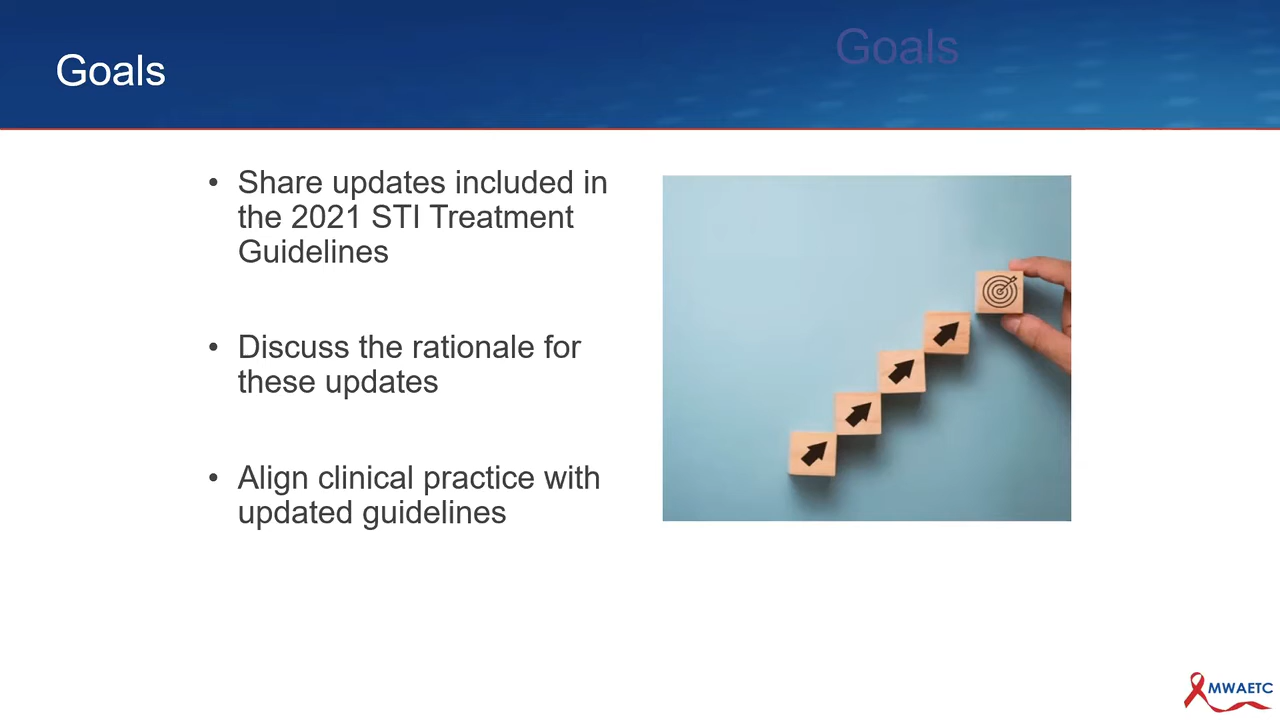 Goals
Goals
• Share updates included in
the 2021 STI Treatment
Guidelines
• Discuss the rationale for
these updates
• Align clinical practice with
updated guidelines
MWAETC